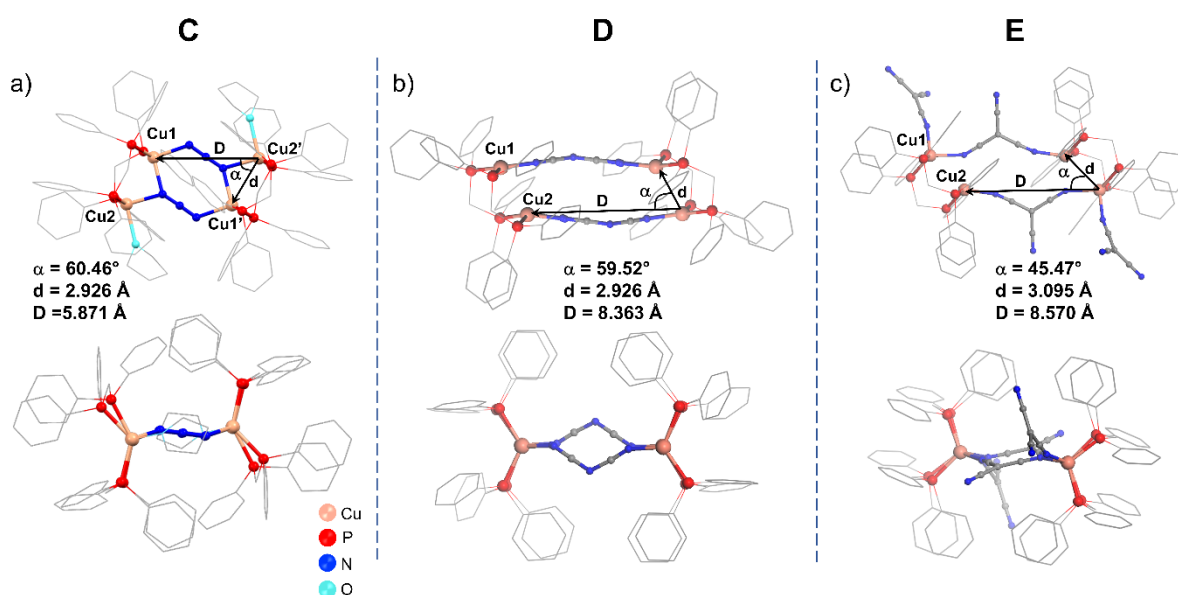 C
D
E
a)
Cu1
D
Cu2'
α
d
Cu2
Cu1'
α = 60.46°
d = 2.926 Å
D =5.871 Å
b)
Cu1
α
d
Cu2
D
α = 59.52°
d = 2.926 Å
D = 8.363 Å
c)
Cu1
α
d
Cu2
D
α = 45.47°
d = 3.095 Å
D = 8.570 Å
Cu
P
N
O